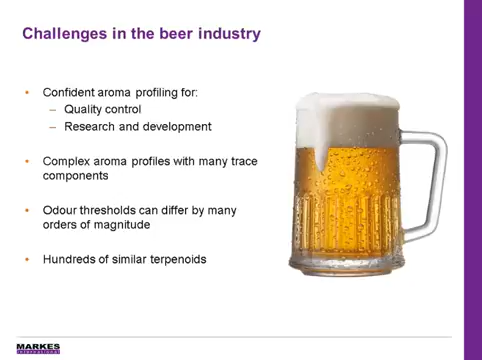 Challenges in the beer industry
• Confident aroma profiling for:
– Quality control
– Research and development
• Complex aroma profiles with many trace
components
• Odour thresholds can differ by many
orders of magnitude
• Hundreds of similar terpenoids
MARKES
international